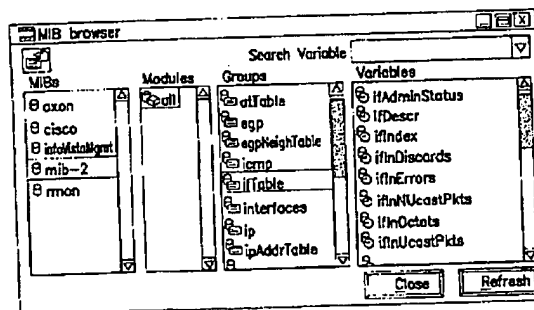 MIB browser
Search Variable
MIBs
Modules
Groups
Variables
axon
cisco
infoVistaMgmt
mib-2
rmon
all
atTable
egp
egpNeighTable
icmp
ifTable
interfaces
ip
ipAddrTable
ifAdminStatus
ifDescr
ifIndex
ifInDiscards
ifInErrors
ifInNUcastPkts
ifInOctets
ifInUcastPkts
Close
Refresh